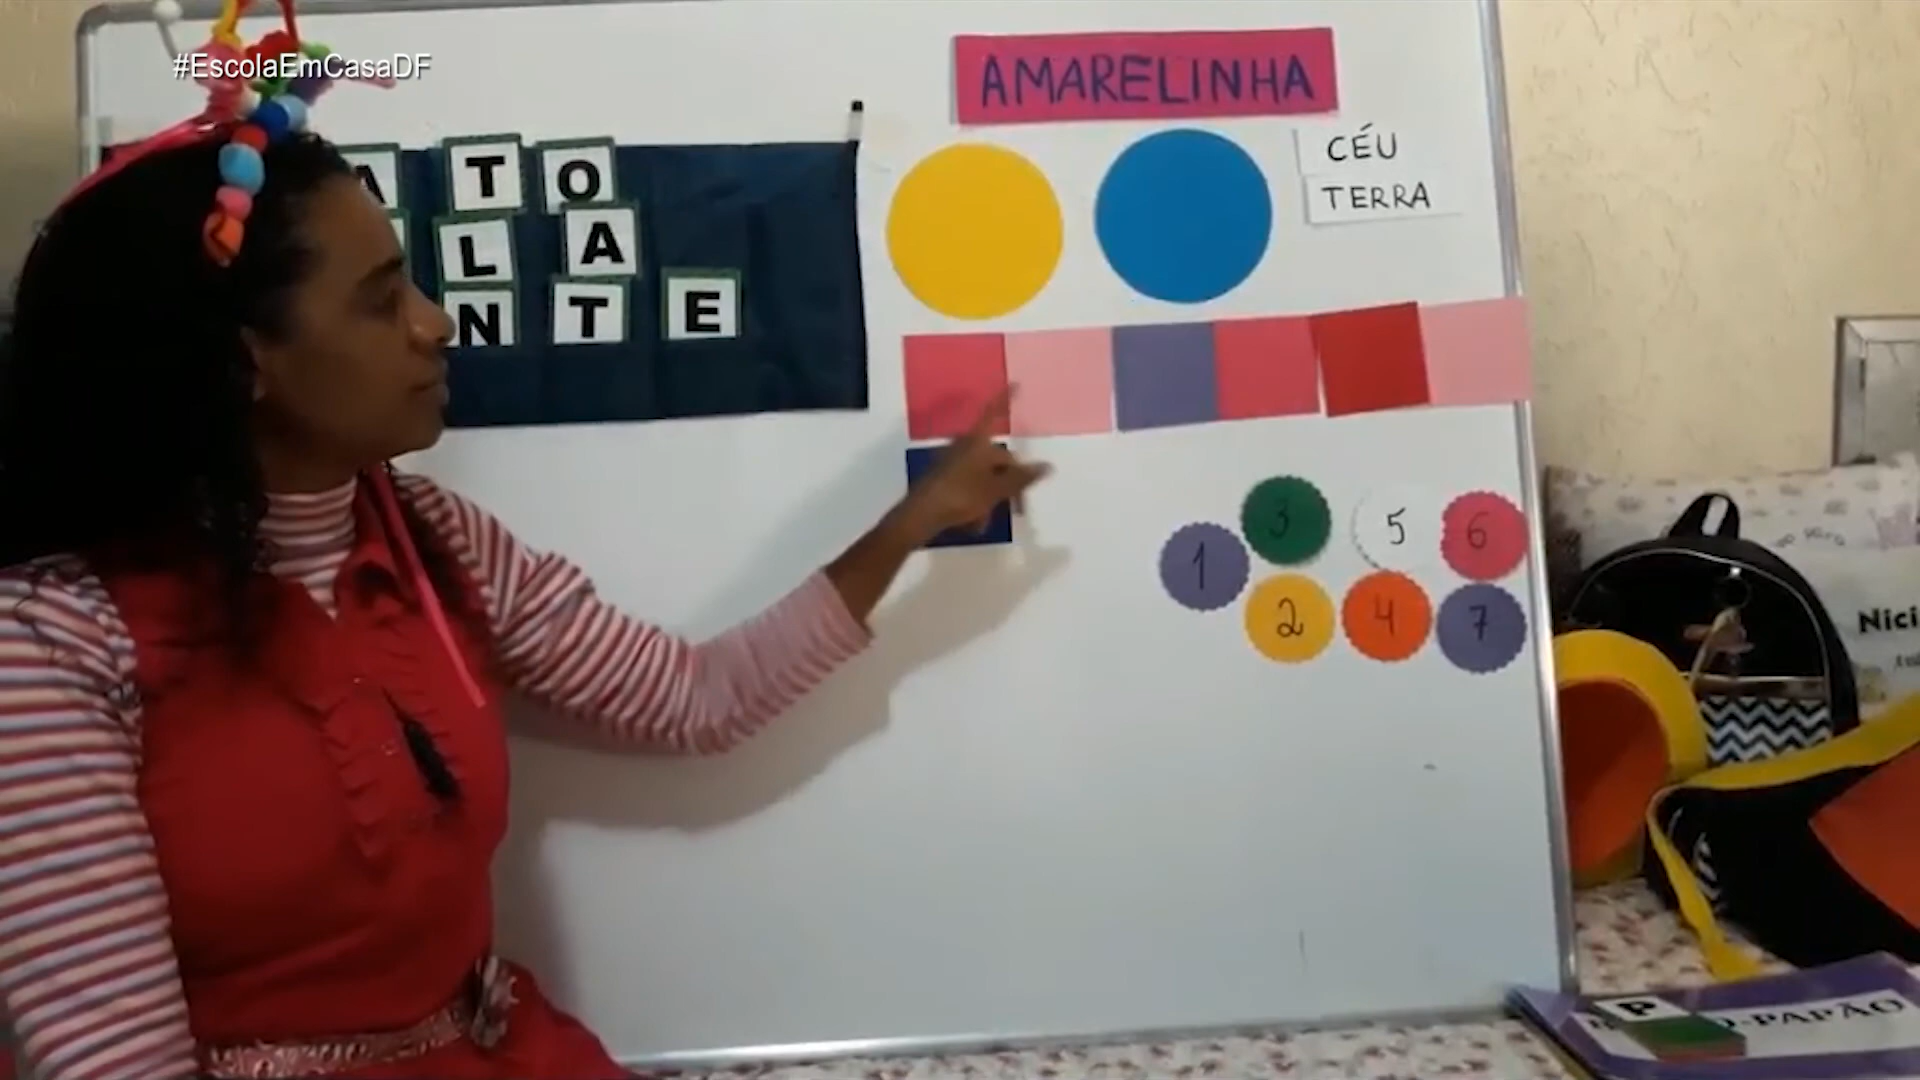 #EscolaEmCasaDF
AMARELINHA
A T O
L A
N T E
CÉU
TERRA
3 5 6
1 2 4 7
Nici
P
-PAPÃO